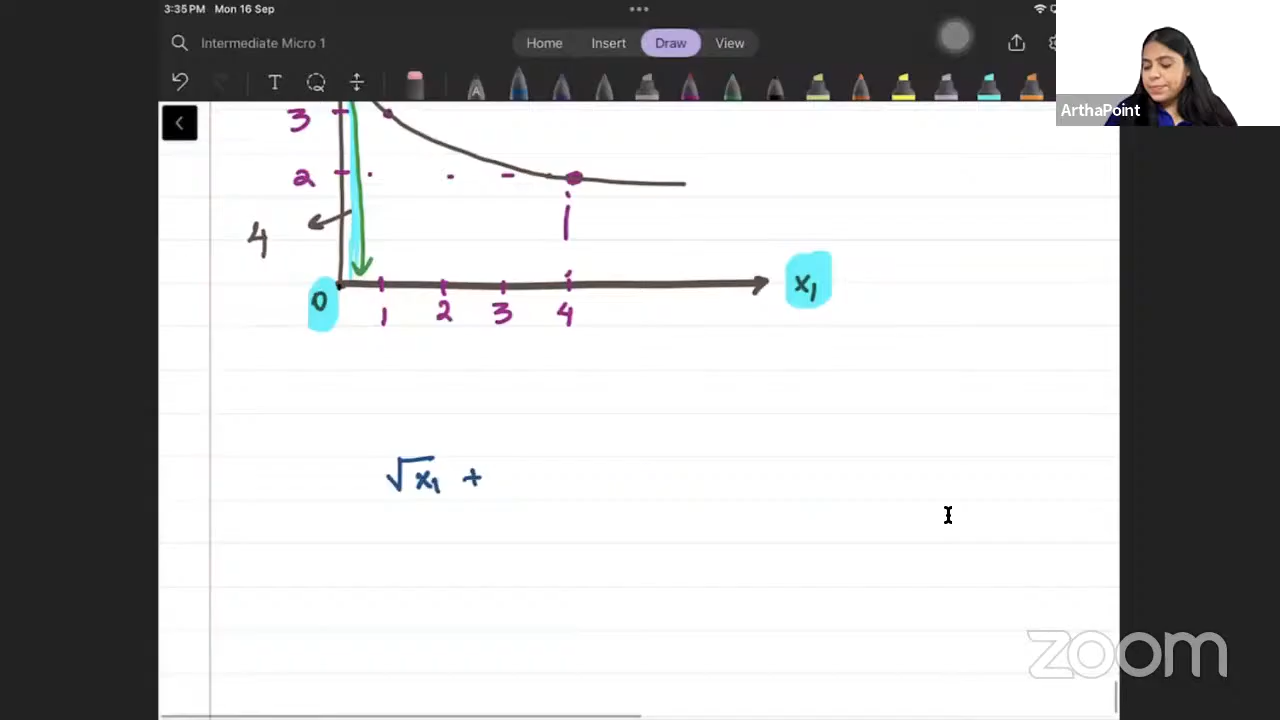 3:35 PM Mon 16 Sep
Intermediate Micro 1
Home Insert Draw View
A
ArthaPoint
3
2
4
0
x₁
1 2 3 4
√x₁ +
zoom